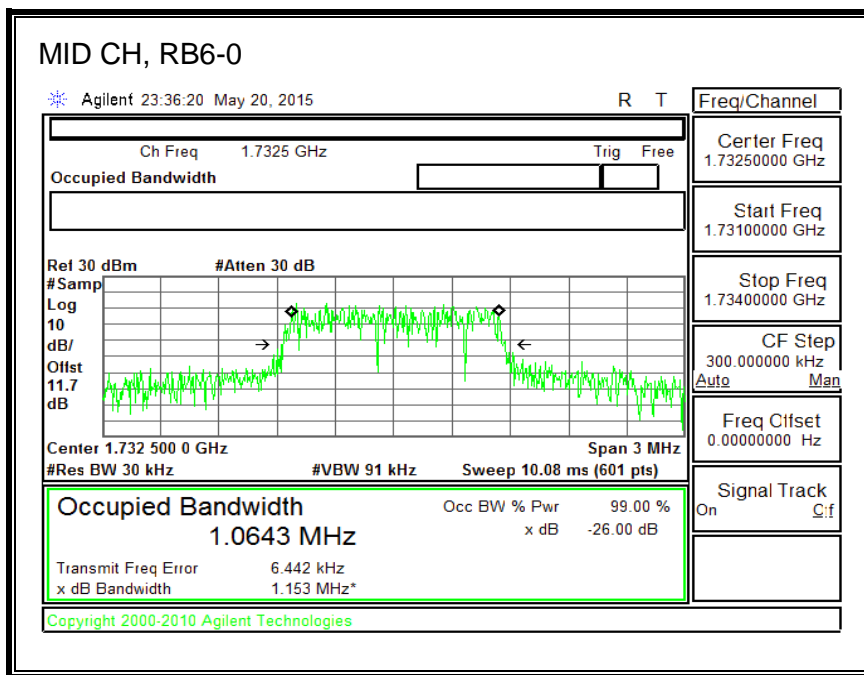 MID CH, RB6-0
Agilent 23:36:20 May 20, 2015 R T
Freq/Channel
Ch Freq 1.7325 GHz Trig Free
Occupied Bandwidth
Center Freq
1.73250000 GHz
Start Freq
1.73100000 GHz
Stop Freq
1.73400000 GHz
CF Step
300.000000 kHz
Auto Man
Freq Offset
0.00000000 Hz
Signal Track
On Off
Ref 30 dBm #Atten 30 dB
#Samp
Log
10
dB/
Offst
11.7
dB
Center 1.732 500 0 GHz Span 3 MHz
#Res BW 30 kHz #VBW 91 kHz Sweep 10.08 ms (601 pts)
Occupied Bandwidth Occ BW % Pwr 99.00 %
1.0643 MHz x dB -26.00 dB
Transmit Freq Error 6.442 kHz
x dB Bandwidth 1.153 MHz*
Copyright 2000-2010 Agilent Technologies